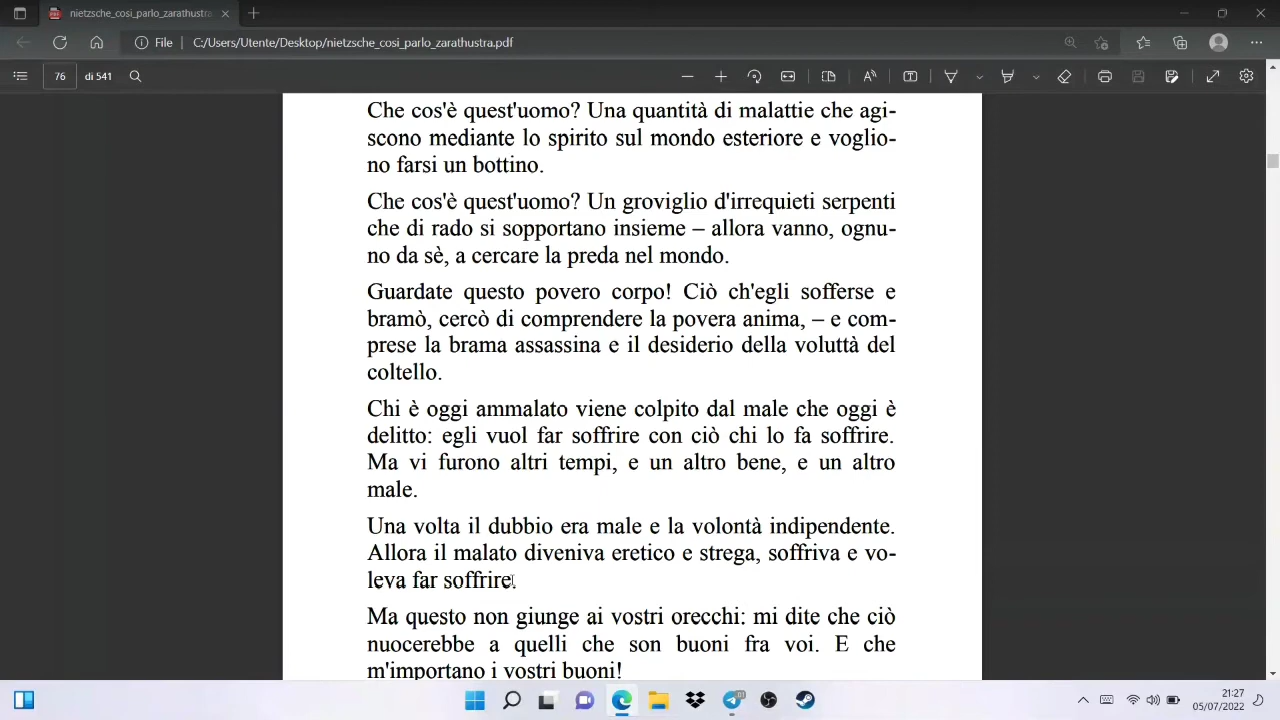 nietzsche_cosi_parlo_zarathustra
File
C:/Users/Utente/Desktop/nietzsche_cosi_parlo_zarathustra.pdf
76
di 541
Che cos'è quest'uomo? Una quantità di malattie che agi-
scono mediante lo spirito sul mondo esteriore e voglio-
no farsi un bottino.
Che cos'è quest'uomo? Un groviglio d'irrequieti serpenti
che di rado si sopportano insieme – allora vanno, ognu-
no da sè, a cercare la preda nel mondo.
Guardate questo povero corpo! Ciò ch'egli sofferse e
bramò, cercò di comprendere la povera anima, – e com-
prese la brama assassina e il desiderio della voluttà del
coltello.
Chi è oggi ammalato viene colpito dal male che oggi è
delitto: egli vuol far soffrire con ciò chi lo fa soffrire.
Ma vi furono altri tempi, e un altro bene, e un altro
male.
Una volta il dubbio era male e la volontà indipendente.
Allora il malato diveniva eretico e strega, soffriva e vo-
leva far soffrire.
Ma questo non giunge ai vostri orecchi: mi dite che ciò
nuocerebbe a quelli che son buoni fra voi. E che
m'importano i vostri buoni!
21:27
05/07/2022